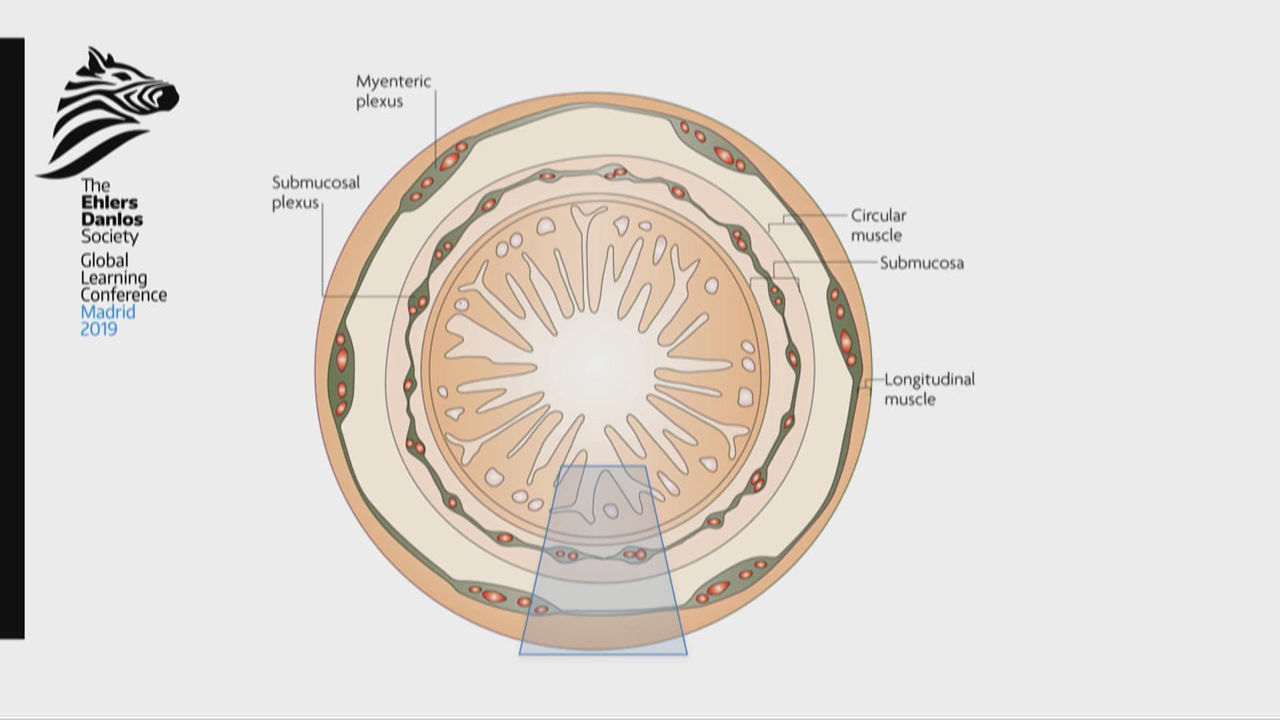 The
Ehlers
Danlos
Society
Global
Learning
Conference
Madrid
2019
Myenteric
plexus
Submucosal
plexus
Circular
muscle
Submucosa
Longitudinal
muscle